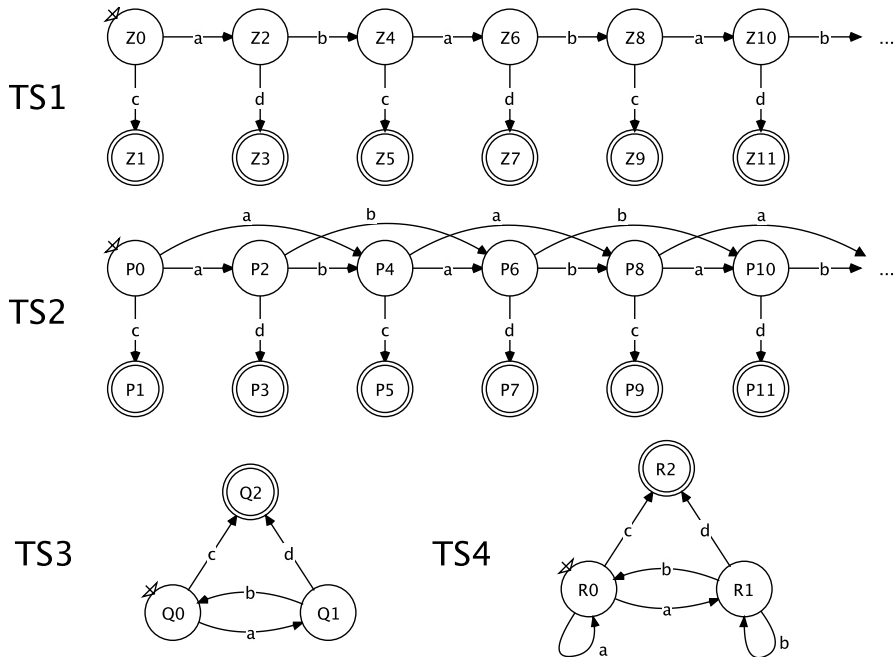 Z0 a Z2 b Z4 a Z6 b Z8 a Z10 b ...
TS1
c d c d c d
Z1 Z3 Z5 Z7 Z9 Z11
a b a b a
P0 a P2 b P4 a P6 b P8 a P10 b ...
TS2
c d c d c d
P1 P3 P5 P7 P9 P11
R2
Q2
c d
TS3 c d TS4
b b
Q0 Q1 R0 R1
a a
a b